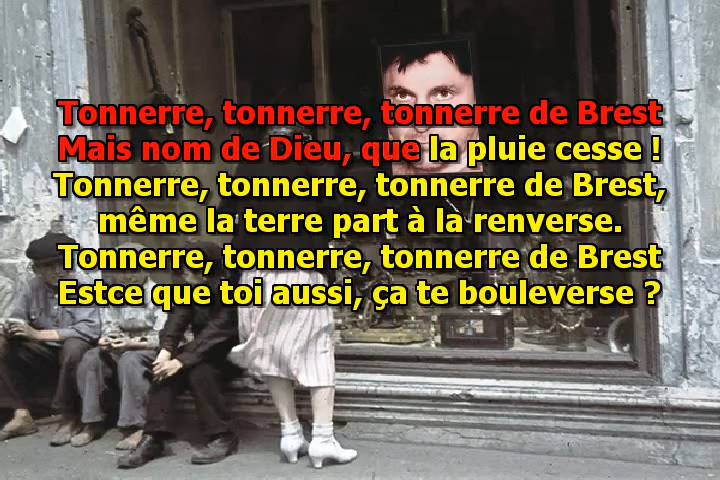 Tonnerre, tonnerre, tonnerre de Brest
Mais nom de Dieu, que la pluie cesse !
Tonnerre, tonnerre, tonnerre de Brest,
même la terre part à la renverse.
Tonnerre, tonnerre, tonnerre de Brest
Estce que toi aussi, ça te bouleverse ?